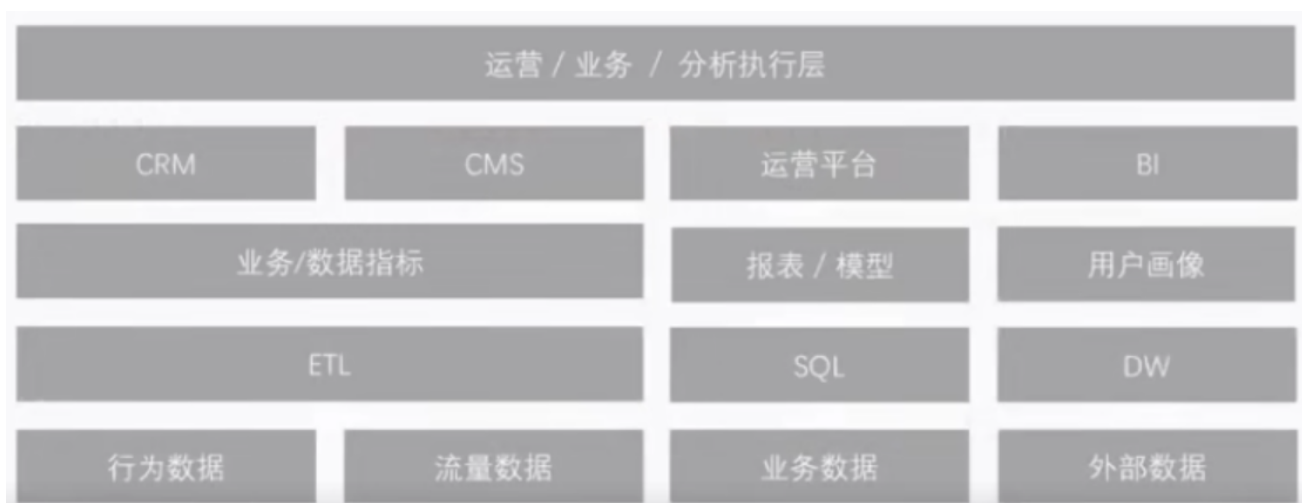 运营 / 业务 / 分析执行层
CRM
CMS
运营平台
BI
业务/数据指标
报表 / 模型
用户画像
ETL
SQL
DW
行为数据
流量数据
业务数据
外部数据